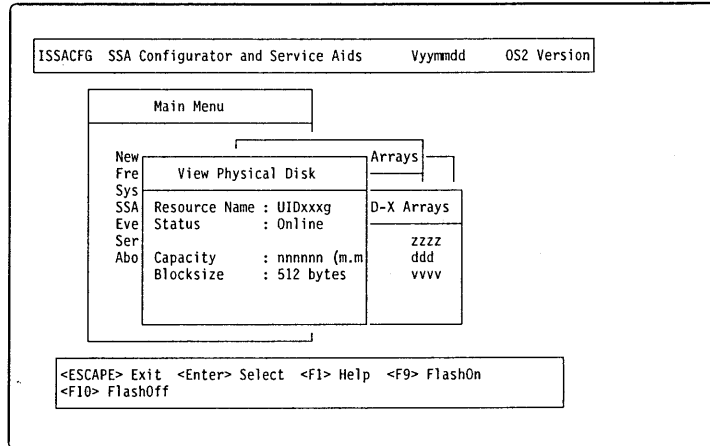 ISSACFG SSA Configurator and Service Aids Vyymmdd OS2 Version
Main Menu
New
Arrays
Fre
View Physical Disk
Sys
SSA Resource Name : UIDxxxg D-X Arrays
Eve Status : Online
Ser zzzz
Abo Capacity : nnnnnn (m.m ddd
Blocksize : 512 bytes vvvv
<ESCAPE> Exit <Enter> Select <F1> Help <F9> FlashOn
<F10> FlashOff